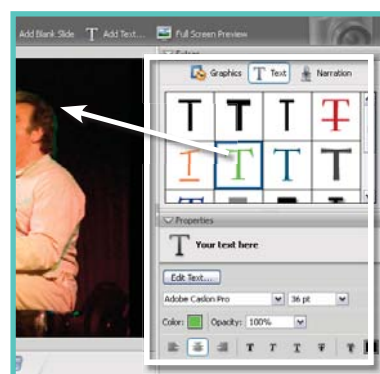 Add Blank Slide T Add Text... Full Screen Preview
Extras
Graphics T Text Narration
T T T T
T T T T
Properties
T Your text here
Edit Text...
Adobe Caslon Pro 36 pt
Color: Opacity: 100%
T T T T T